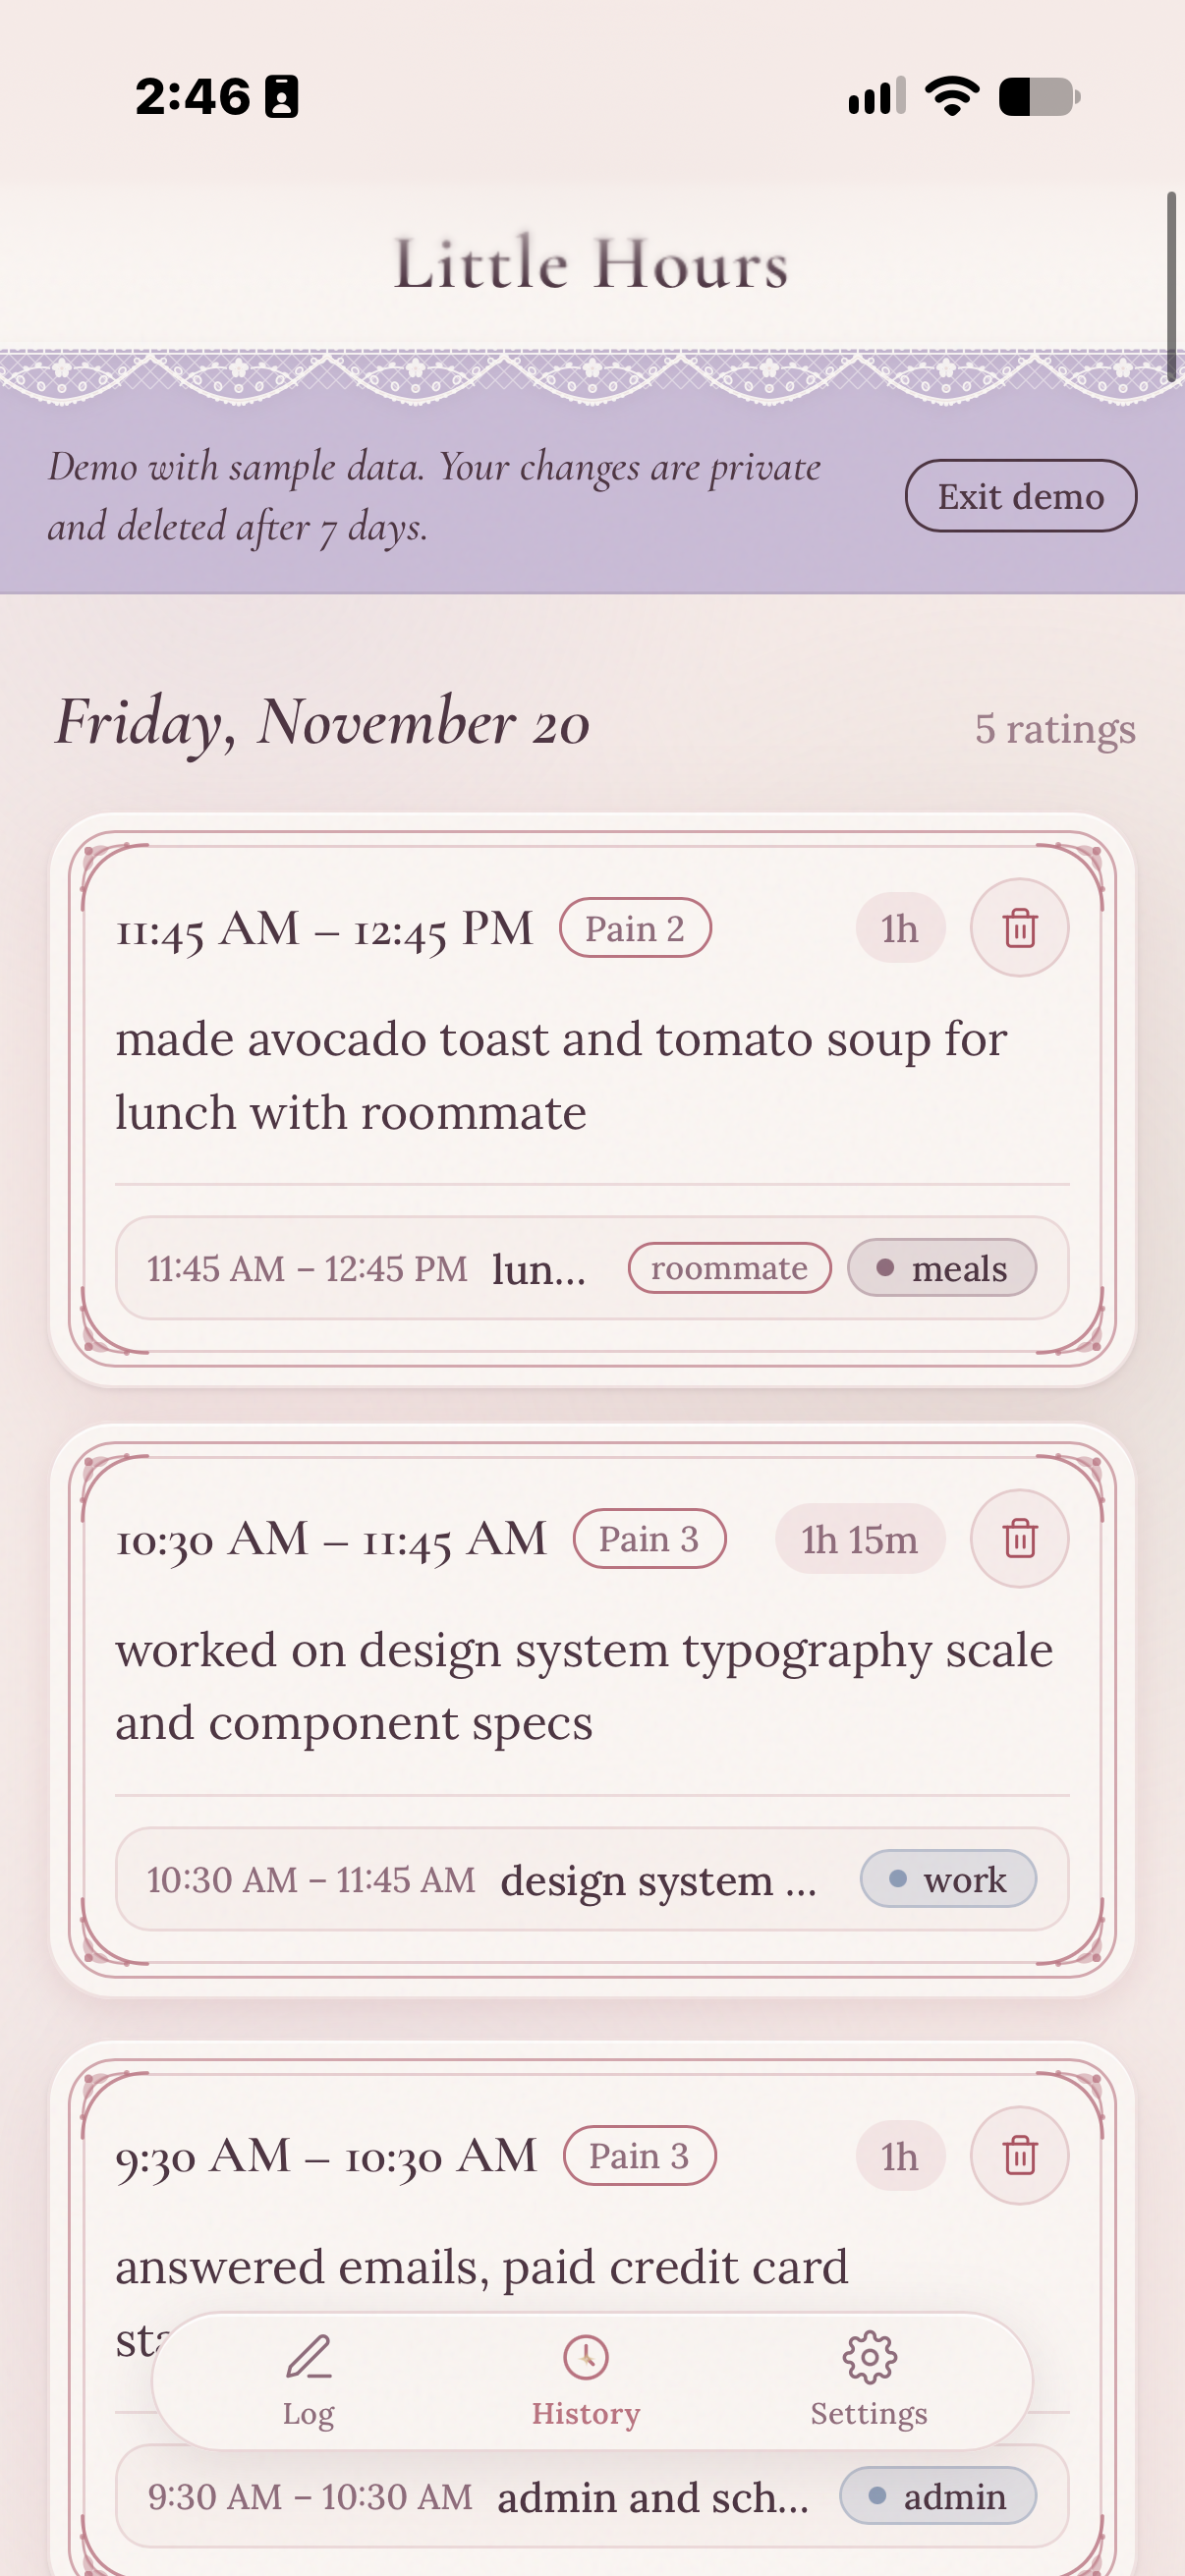 2:46
Little Hours
Demo with sample data. Your changes are private
and deleted after 7 days.
Exit demo
Friday, November 20
5 ratings
11:45 AM – 12:45 PM
Pain 2
1h
made avocado toast and tomato soup for
lunch with roommate
11:45 AM – 12:45 PM
lun...
roommate
meals
10:30 AM – 11:45 AM
Pain 3
1h 15m
worked on design system typography scale
and component specs
10:30 AM – 11:45 AM
design system ...
work
9:30 AM – 10:30 AM
Pain 3
1h
answered emails, paid credit card
Log
History
Settings
9:30 AM – 10:30 AM
admin and sch...
admin